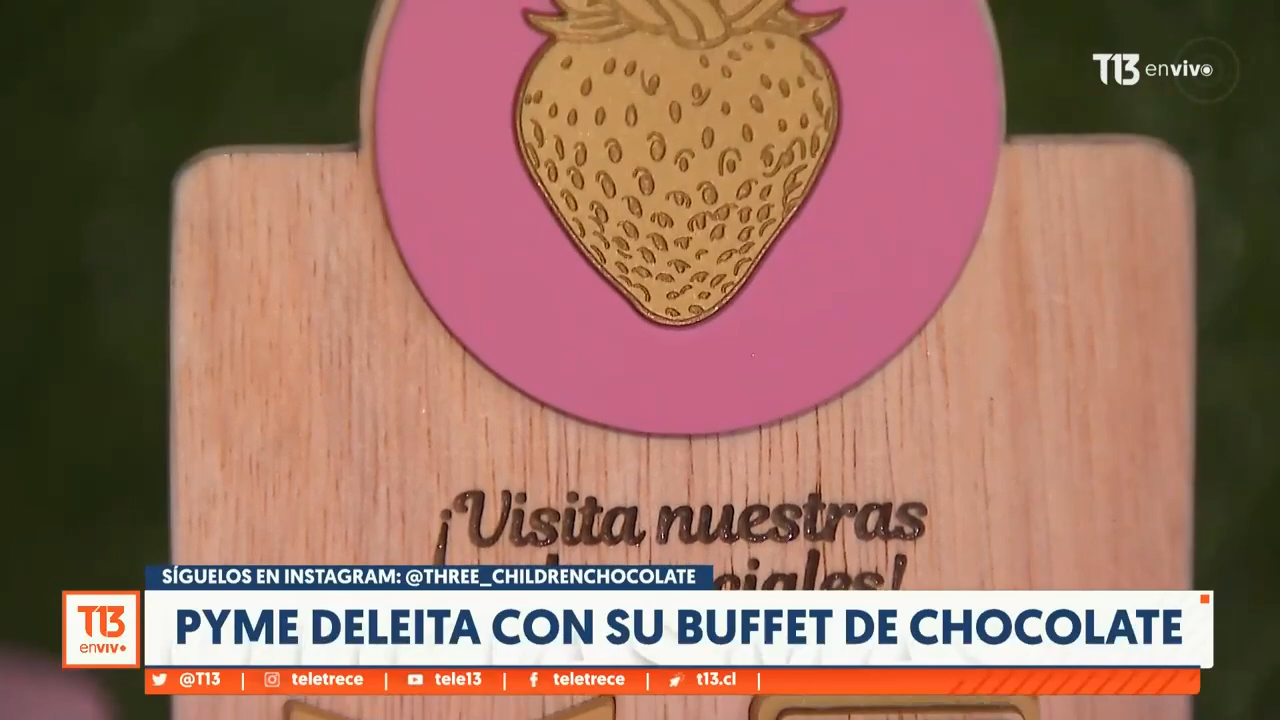 T13 envivo
¡Visita nuestras
SÍGUELOS EN INSTAGRAM: @THREE_CHILDRENCHOCOLATE
T13
envivo
PYME DELEITA CON SU BUFFET DE CHOCOLATE
@T13 | teletrece | tele13 | teletrece | t13.cl |